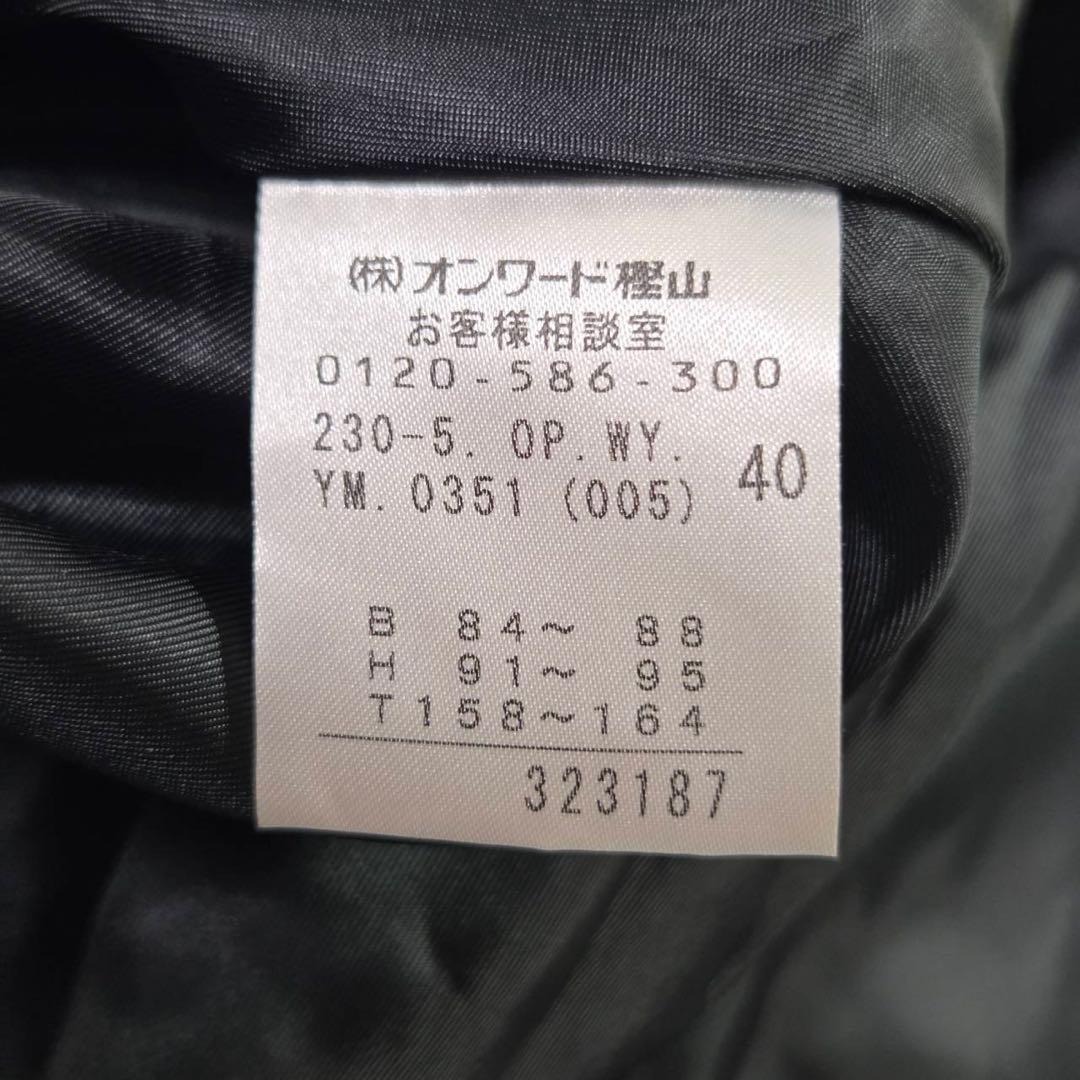 (株)オンワード樫山
お客様相談室
0120-586-300
230-5. OP. WY.
YM. 0351 (005) 40
B 84～ 88
H 91～ 95
T 158～164
323187